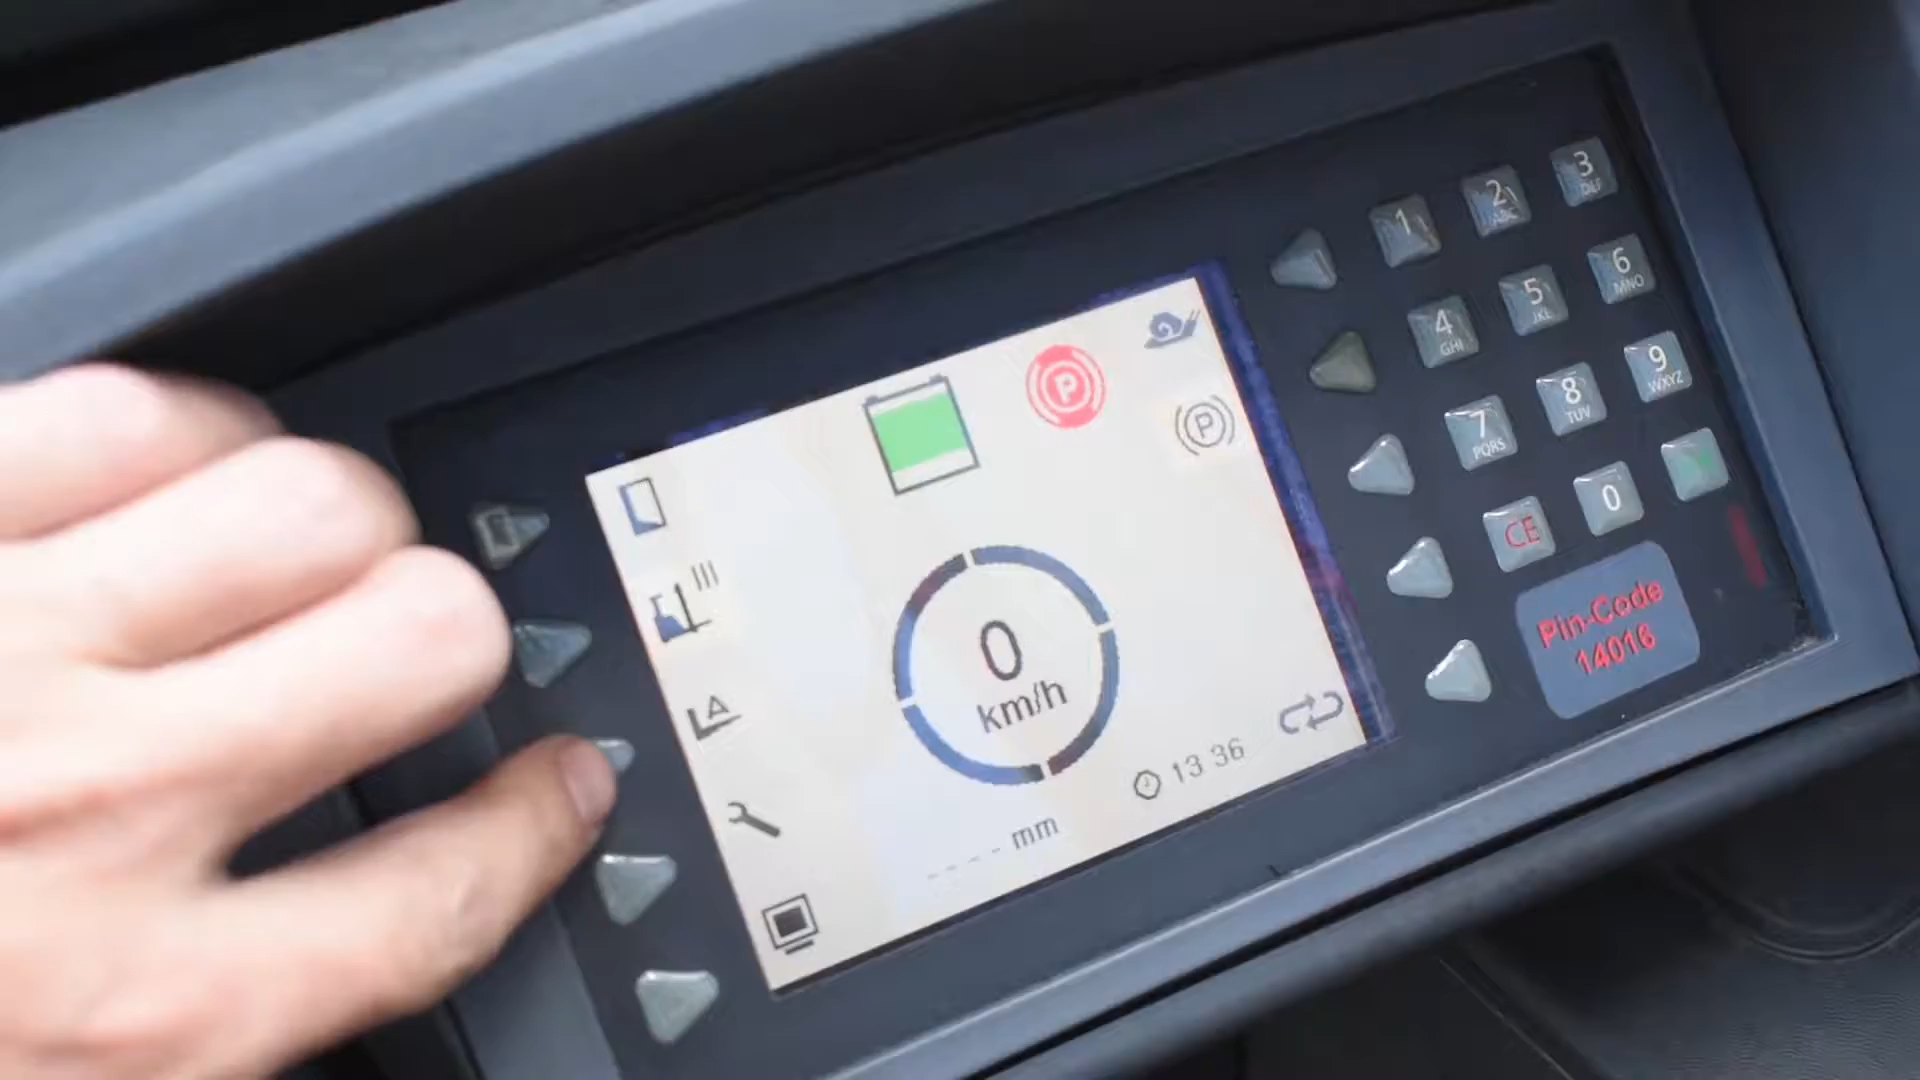 0
km/h
13 36
- - - - mm
1
2 ABC
3 DEF
4 GHI
5 JKL
6 MNO
7 PQRS
8 TUV
9 WXYZ
CE
0
Pin-Code
14016
P
P